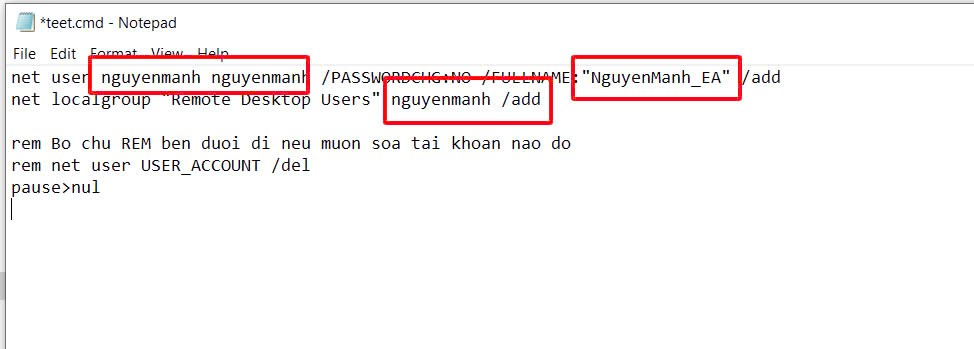 *teet.cmd - Notepad
File Edit Format View Help
net user nguyenmanh nguyenmanh /PASSWORDCHG:NO /FULLNAME:"NguyenManh_EA" /add
net localgroup "Remote Desktop Users" nguyenmanh /add
rem Bo chu REM ben duoi di neu muon soa tai khoan nao do
rem net user USER_ACCOUNT /del
pause>nul